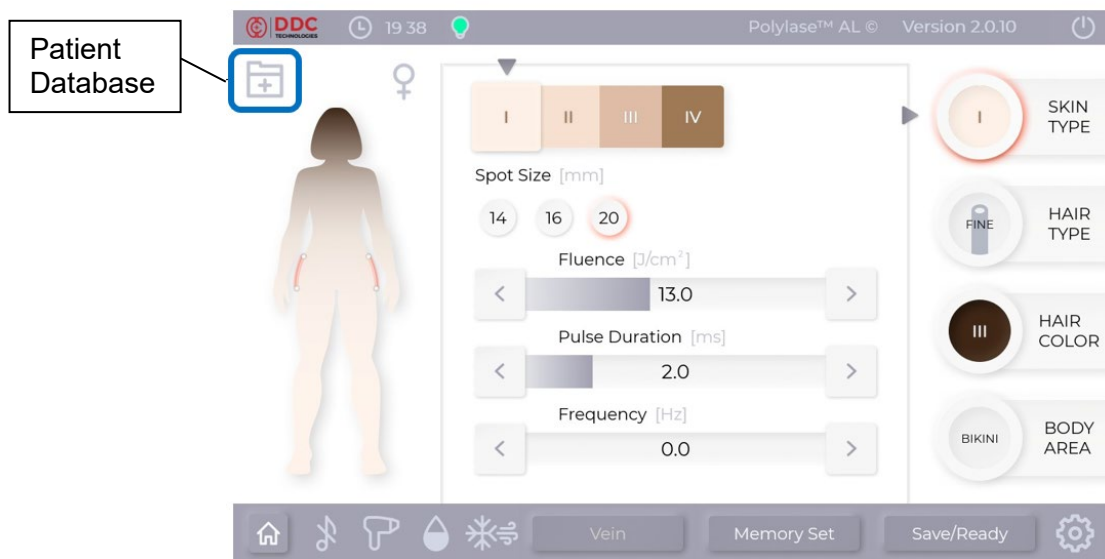 DDC
TECHNOLOGIES
19 38
Polylase™ AL ©
Version 2.0.10
Patient
Database
I
II
III
IV
I
SKIN
TYPE
Spot Size [mm]
14
16
20
FINE
HAIR
TYPE
Fluence [J/cm²]
13.0
Pulse Duration [ms]
2.0
III
HAIR
COLOR
Frequency [Hz]
0.0
BIKINI
BODY
AREA
Vein
Memory Set
Save/Ready